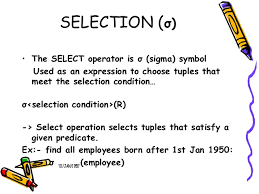 SELECTION (σ)
• The SELECT operator is σ (sigma) symbol
Used as an expression to choose tuples that
meet the selection condition…
σ<selection condition>(R)
-> Select operation selects tuples that satisfy a
given predicate.
Ex:- find all employees born after 1st Jan 1950:
(employee)